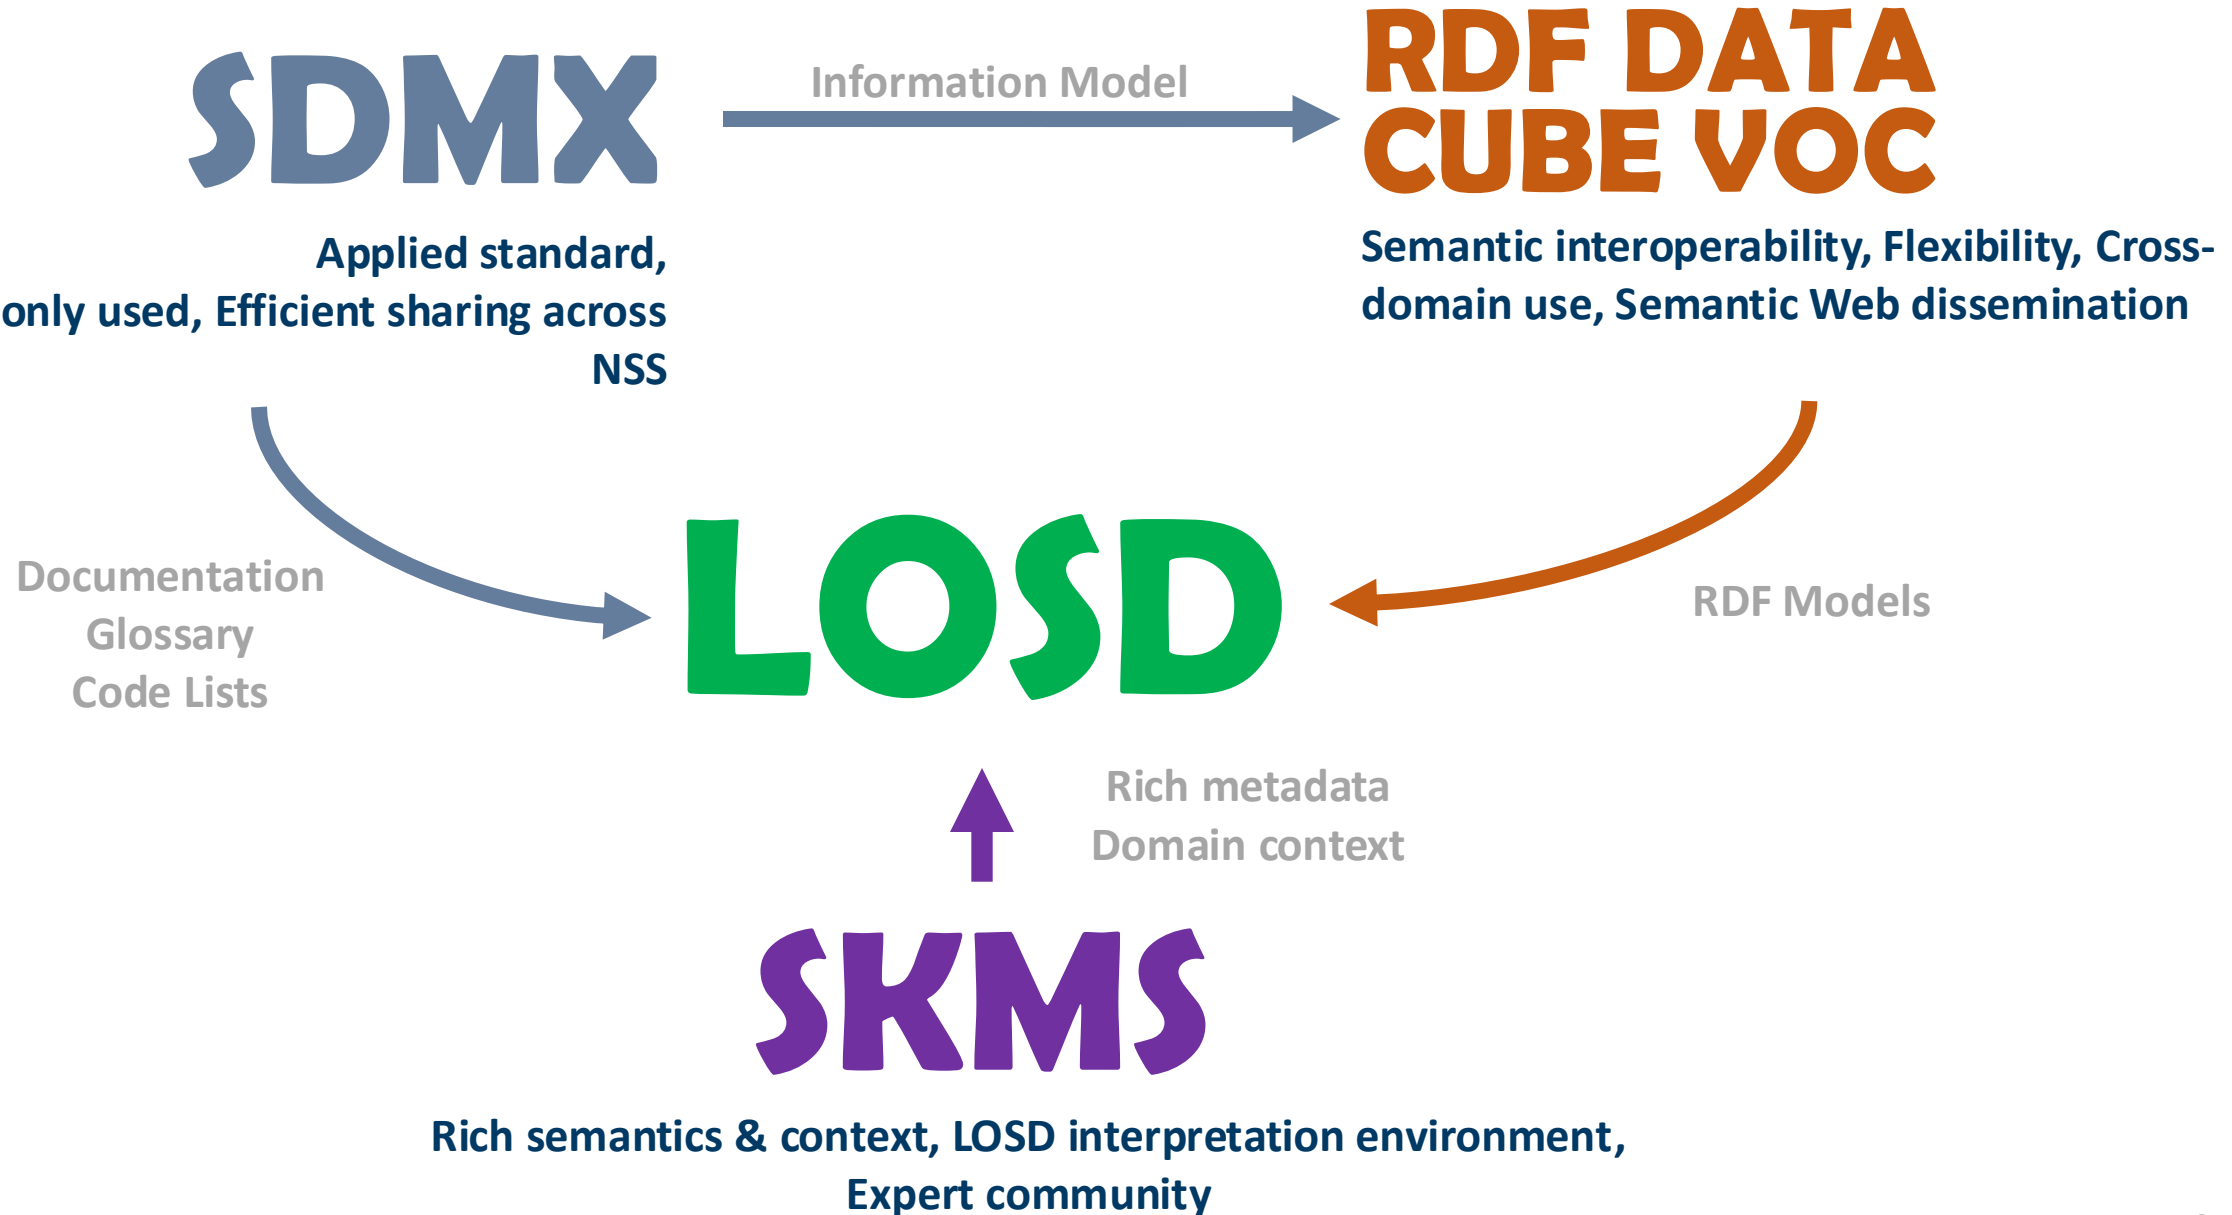 SDMX
Information Model
RDF DATA
CUBE VOC
Applied standard,
only used, Efficient sharing across
NSS
Semantic interoperability, Flexibility, Cross-
domain use, Semantic Web dissemination
Documentation
Glossary
Code Lists
LOSD
RDF Models
Rich metadata
Domain context
SKMS
Rich semantics & context, LOSD interpretation environment,
Expert community